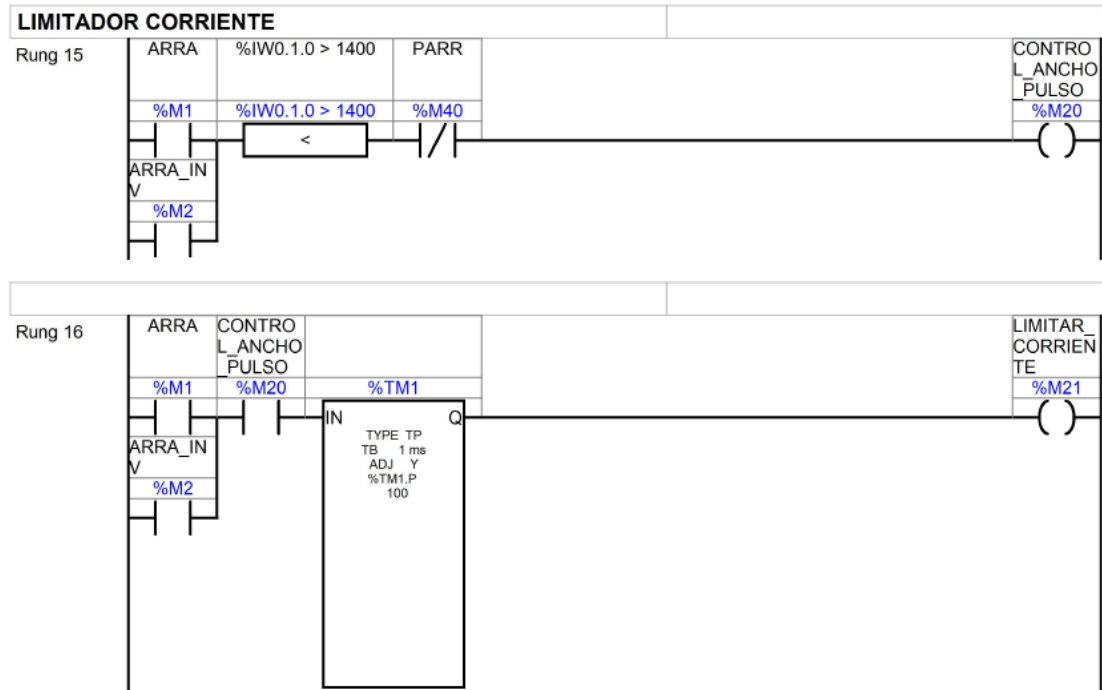 LIMITADOR CORRIENTE
Rung 15
ARRA
%IW0.1.0 > 1400
PARR
CONTRO
L_ANCHO
_PULSO
%M1
%IW0.1.0 > 1400
%M40
%M20
<
ARRA_IN
V
%M2
Rung 16
ARRA
CONTRO
L_ANCHO
_PULSO
LIMITAR_
CORRIEN
TE
%M1
%M20
%TM1
%M21
IN
Q
TYPE TP
TB 1 ms
ADJ Y
%TM1.P
100
ARRA_IN
V
%M2